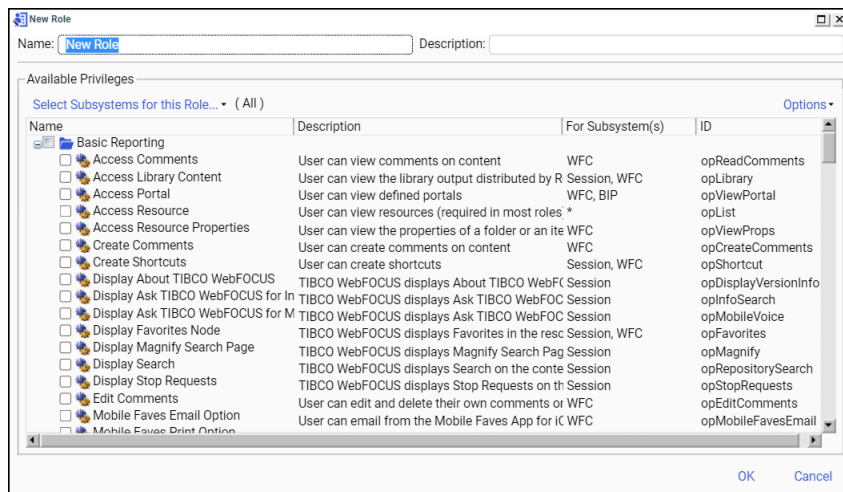 New Role
Name: New Role Description:
Available Privileges
Select Subsystems for this Role... ( All ) Options
Name Description For Subsystem(s) ID
Basic Reporting
Access Comments User can view comments on content WFC opReadComments
Access Library Content User can view the library output distributed by R Session, WFC opLibrary
Access Portal User can view defined portals WFC, BIP opViewPortal
Access Resource User can view resources (required in most roles) * opList
Access Resource Properties User can view the properties of a folder or an ite WFC opViewProps
Create Comments User can create comments on content WFC opCreateComments
Create Shortcuts User can create shortcuts Session, WFC opShortcut
Display About TIBCO WebFOCUS TIBCO WebFOCUS displays About TIBCO WebF( Session opDisplayVersionInfo
Display Ask TIBCO WebFOCUS for In TIBCO WebFOCUS displays Ask TIBCO WebFOC Session opInfoSearch
Display Ask TIBCO WebFOCUS for M TIBCO WebFOCUS displays Ask TIBCO WebFOC Session opMobileVoice
Display Favorites Node TIBCO WebFOCUS displays Favorites in the resc Session, WFC opFavorites
Display Magnify Search Page TIBCO WebFOCUS displays Magnify Search Pag Session opMagnify
Display Search TIBCO WebFOCUS displays Search on the conte Session opRepositorySearch
Display Stop Requests TIBCO WebFOCUS displays Stop Requests on th Session opStopRequests
Edit Comments User can edit and delete their own comments or WFC opEditComments
Mobile Faves Email Option User can email from the Mobile Faves App for iC WFC opMobileFavesEmail
Mobile Faves Print Option
OK Cancel